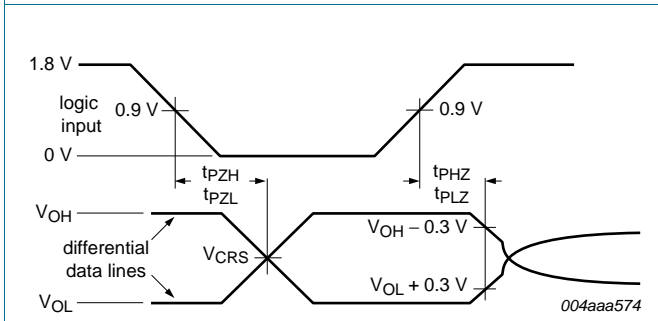 1.8 V
logic
input
0.9 V
0.9 V
0 V
tPZH
tPZL
tPHZ
tPLZ
VOH
VOH − 0.3 V
differential
data lines
VCRS
VOL + 0.3 V
VOL
004aaa574